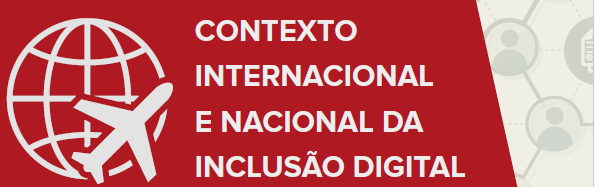 CONTEXTO
INTERNACIONAL
E NACIONAL DA
INCLUSÃO DIGITAL